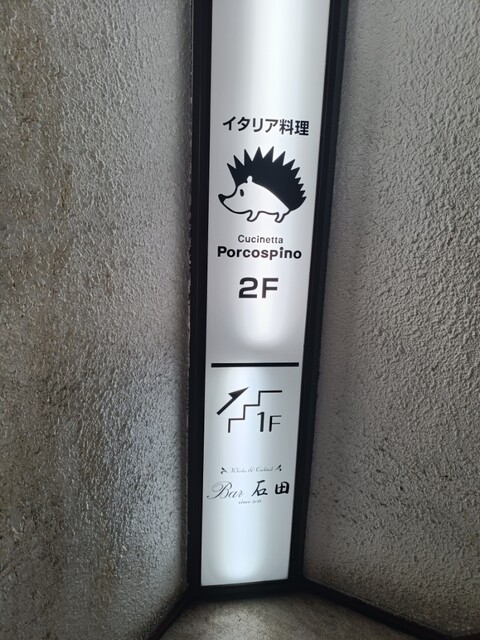 イタリア料理
Cucinetta
Porcospino
2F
1F
Bar 石田